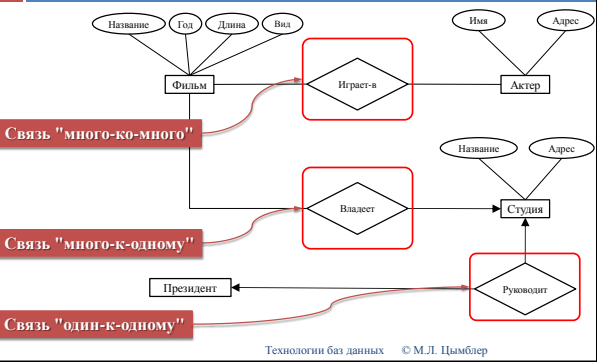 Название
Год
Длина
Вид
Имя
Адрес
Фильм
Играет-в
Актер
Связь "много-ко-много"
Название
Адрес
Владеет
Студия
Связь "много-к-одному"
Президент
Руководит
Связь "один-к-одному"
Технологии баз данных © М.Л. Цымблер